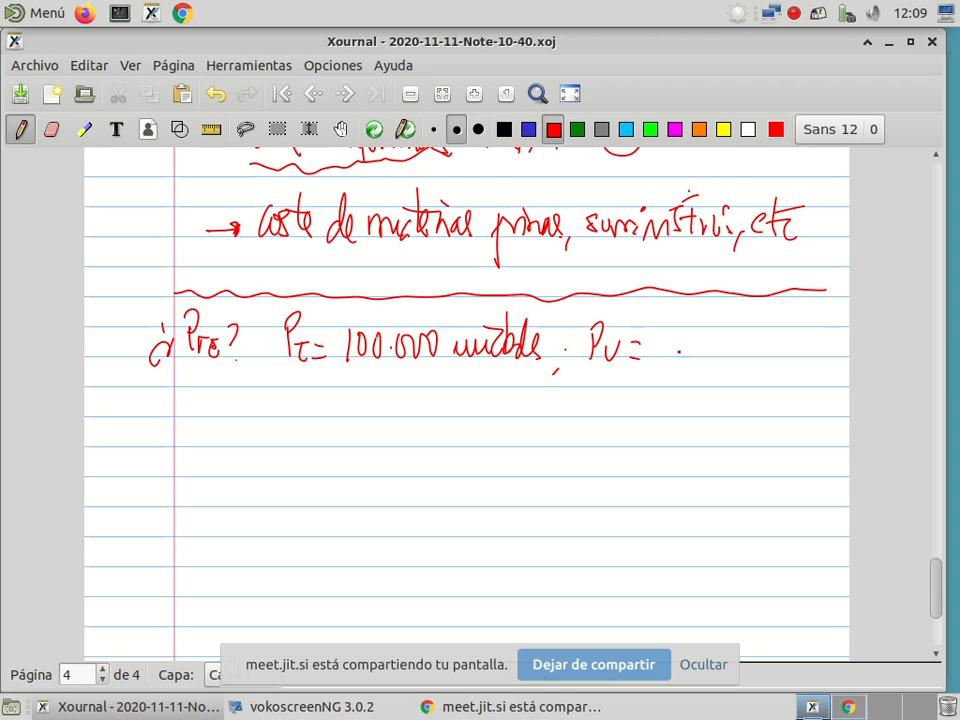 Menú
12:09
Xournal - 2020-11-11-Note-10-40.xoj
Archivo Editar Ver Página Herramientas Opciones Ayuda
Sans 12 0
→ coste de materias primas, suministros, etc
¿ PTE? PT= 100.000 unidades; PV=
meet.jit.si está compartiendo tu pantalla. Dejar de compartir Ocultar
Página 4 de 4 Capa: Ca
Xournal - 2020-11-11-No... vokoscreenNG 3.0.2 meet.jit.si está compar...